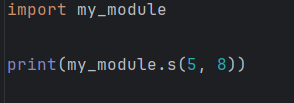 import my_module
print(my_module.s(5, 8))